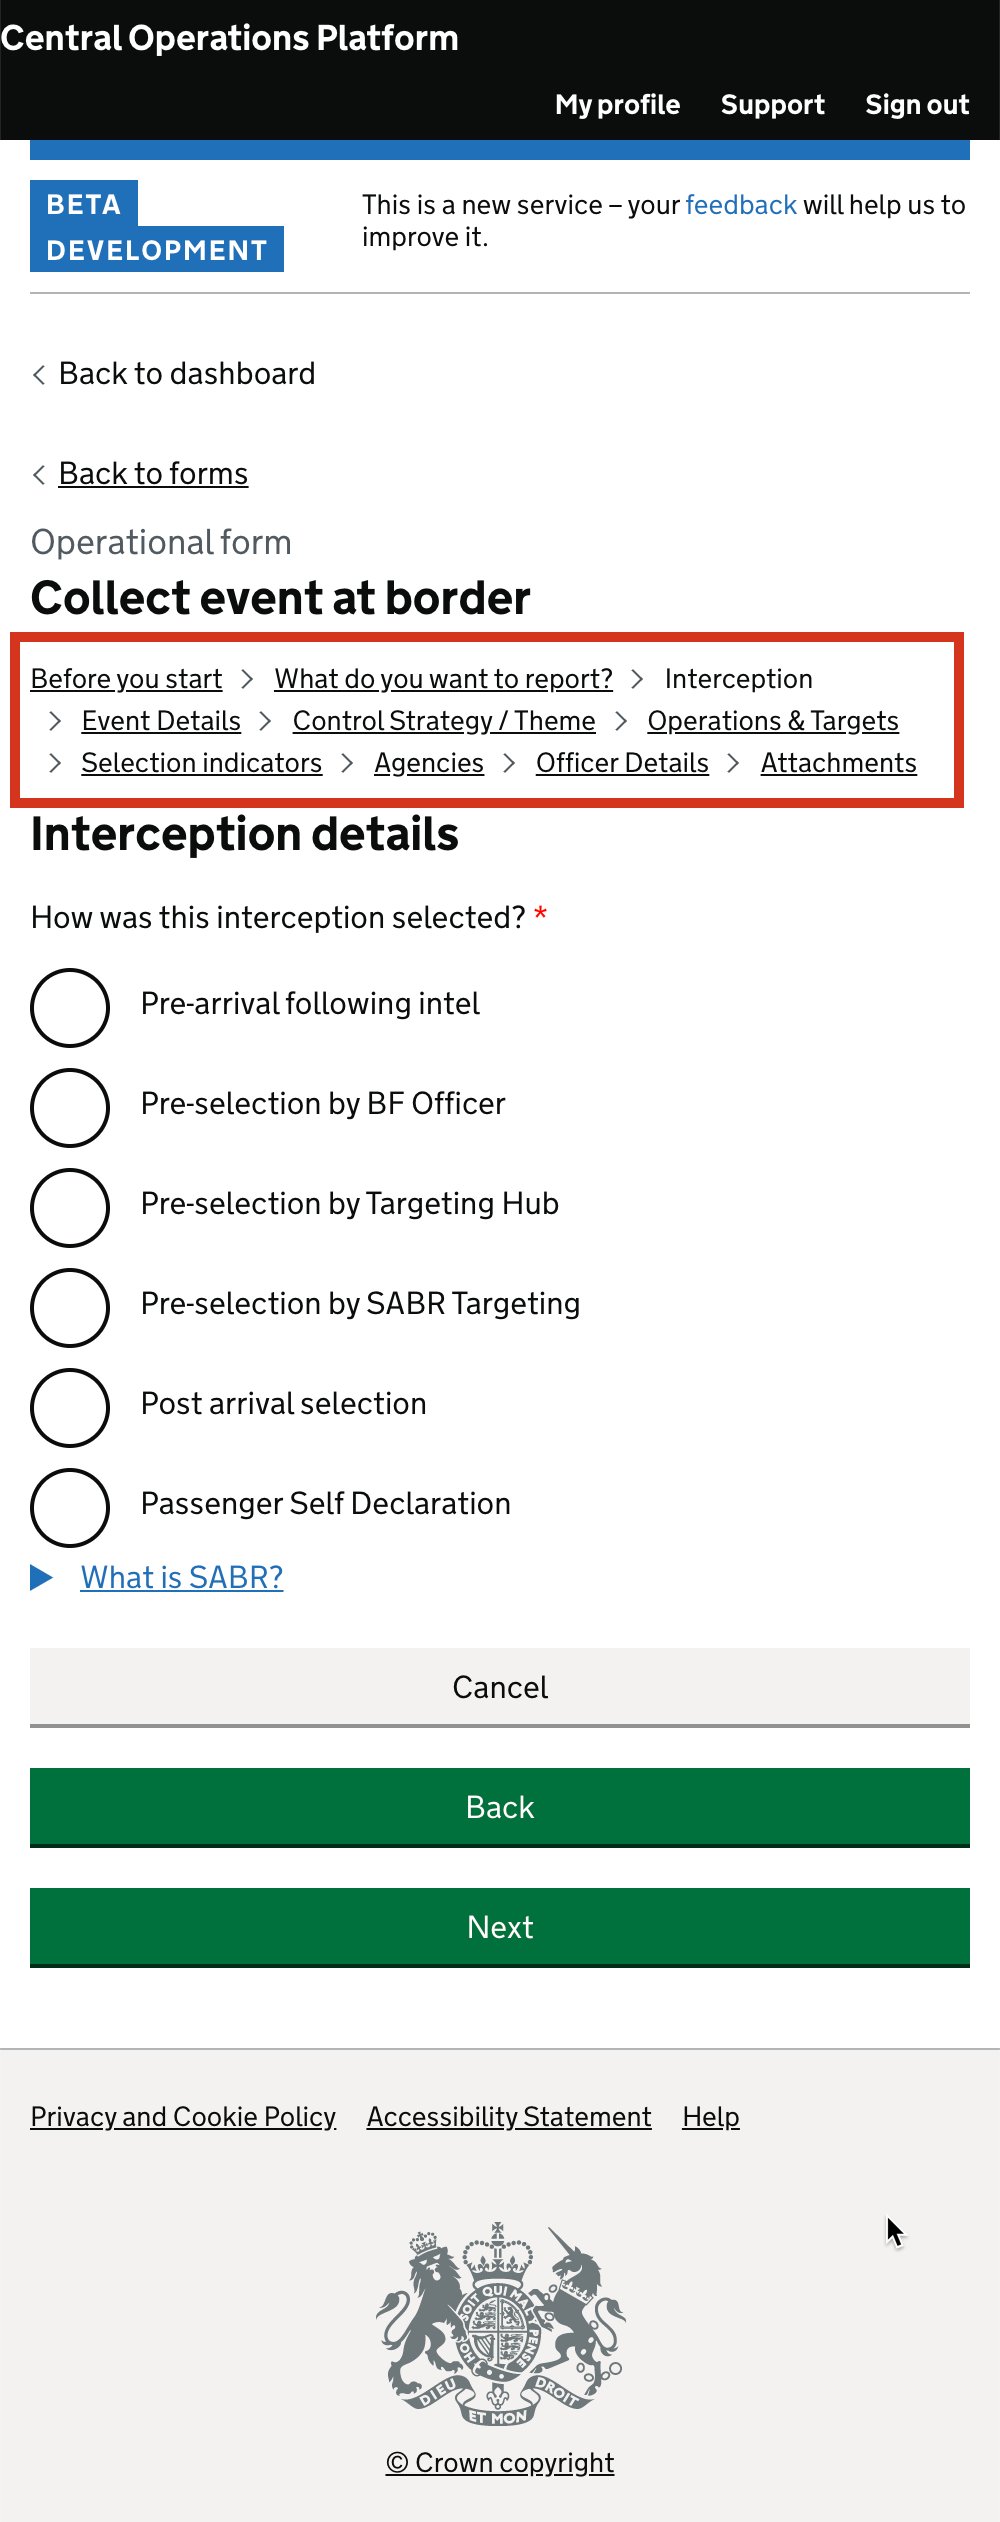 Central Operations Platform
My profile Support Sign out
BETA
DEVELOPMENT
This is a new service – your feedback will help us to
improve it.
Back to dashboard
Back to forms
Operational form
Collect event at border
Before you start > What do you want to report? > Interception
> Event Details > Control Strategy / Theme > Operations & Targets
> Selection indicators > Agencies > Officer Details > Attachments
Interception details
How was this interception selected? *
Pre-arrival following intel
Pre-selection by BF Officer
Pre-selection by Targeting Hub
Pre-selection by SABR Targeting
Post arrival selection
Passenger Self Declaration
What is SABR?
Cancel
Back
Next
Privacy and Cookie Policy Accessibility Statement Help
QUI MAL
PENSE
DIEU
ET MON
DROIT
© Crown copyright